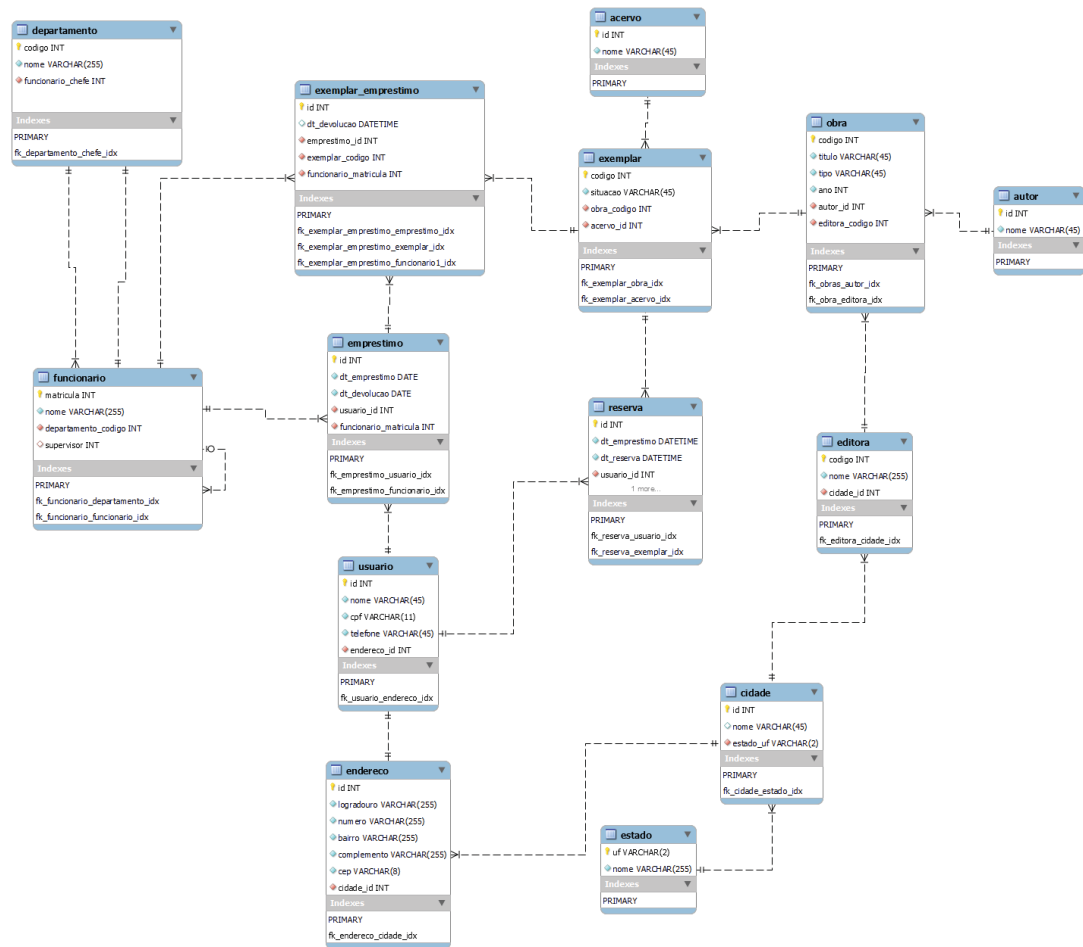 departamento
codigo INT
nome VARCHAR(255)
funcionario_chefe INT
Indexes
PRIMARY
fk_departamento_chefe_idx
acervo
id INT
nome VARCHAR(45)
Indexes
PRIMARY
exemplar_emprestimo
id INT
dt_devolucao DATETIME
emprestimo_id INT
exemplar_codigo INT
funcionario_matricula INT
Indexes
PRIMARY
fk_exemplar_emprestimo_emprestimo_idx
fk_exemplar_emprestimo_exemplar_idx
fk_exemplar_emprestimo_funcionario1_idx
exemplar
codigo INT
situacao VARCHAR(45)
obra_codigo INT
acervo_id INT
Indexes
PRIMARY
fk_exemplar_obra_idx
fk_exemplar_acervo_idx
obra
codigo INT
titulo VARCHAR(45)
tipo VARCHAR(45)
ano INT
autor_id INT
editora_codigo INT
Indexes
PRIMARY
fk_obras_autor_idx
fk_obra_editora_idx
autor
id INT
nome VARCHAR(45)
Indexes
PRIMARY
funcionario
matricula INT
nome VARCHAR(255)
departamento_codigo INT
supervisor INT
Indexes
PRIMARY
fk_funcionario_departamento_idx
fk_funcionario_funcionario_idx
emprestimo
id INT
dt_emprestimo DATE
dt_devolucao DATE
usuario_id INT
funcionario_matricula INT
Indexes
PRIMARY
fk_emprestimo_usuario_idx
fk_emprestimo_funcionario_idx
reserva
id INT
dt_emprestimo DATETIME
dt_reserva DATETIME
usuario_id INT
1 more...
Indexes
PRIMARY
fk_reserva_usuario_idx
fk_reserva_exemplar_idx
editora
codigo INT
nome VARCHAR(255)
cidade_id INT
Indexes
PRIMARY
fk_editora_cidade_idx
usuario
id INT
nome VARCHAR(45)
cpf VARCHAR(11)
telefone VARCHAR(45)
endereco_id INT
Indexes
PRIMARY
fk_usuario_endereco_idx
cidade
id INT
nome VARCHAR(45)
estado_uf VARCHAR(2)
Indexes
PRIMARY
fk_cidade_estado_idx
endereco
id INT
logradouro VARCHAR(255)
numero VARCHAR(255)
bairro VARCHAR(255)
complemento VARCHAR(255)
cep VARCHAR(8)
cidade_id INT
Indexes
PRIMARY
fk_endereco_cidade_idx
estado
uf VARCHAR(2)
nome VARCHAR(255)
Indexes
PRIMARY